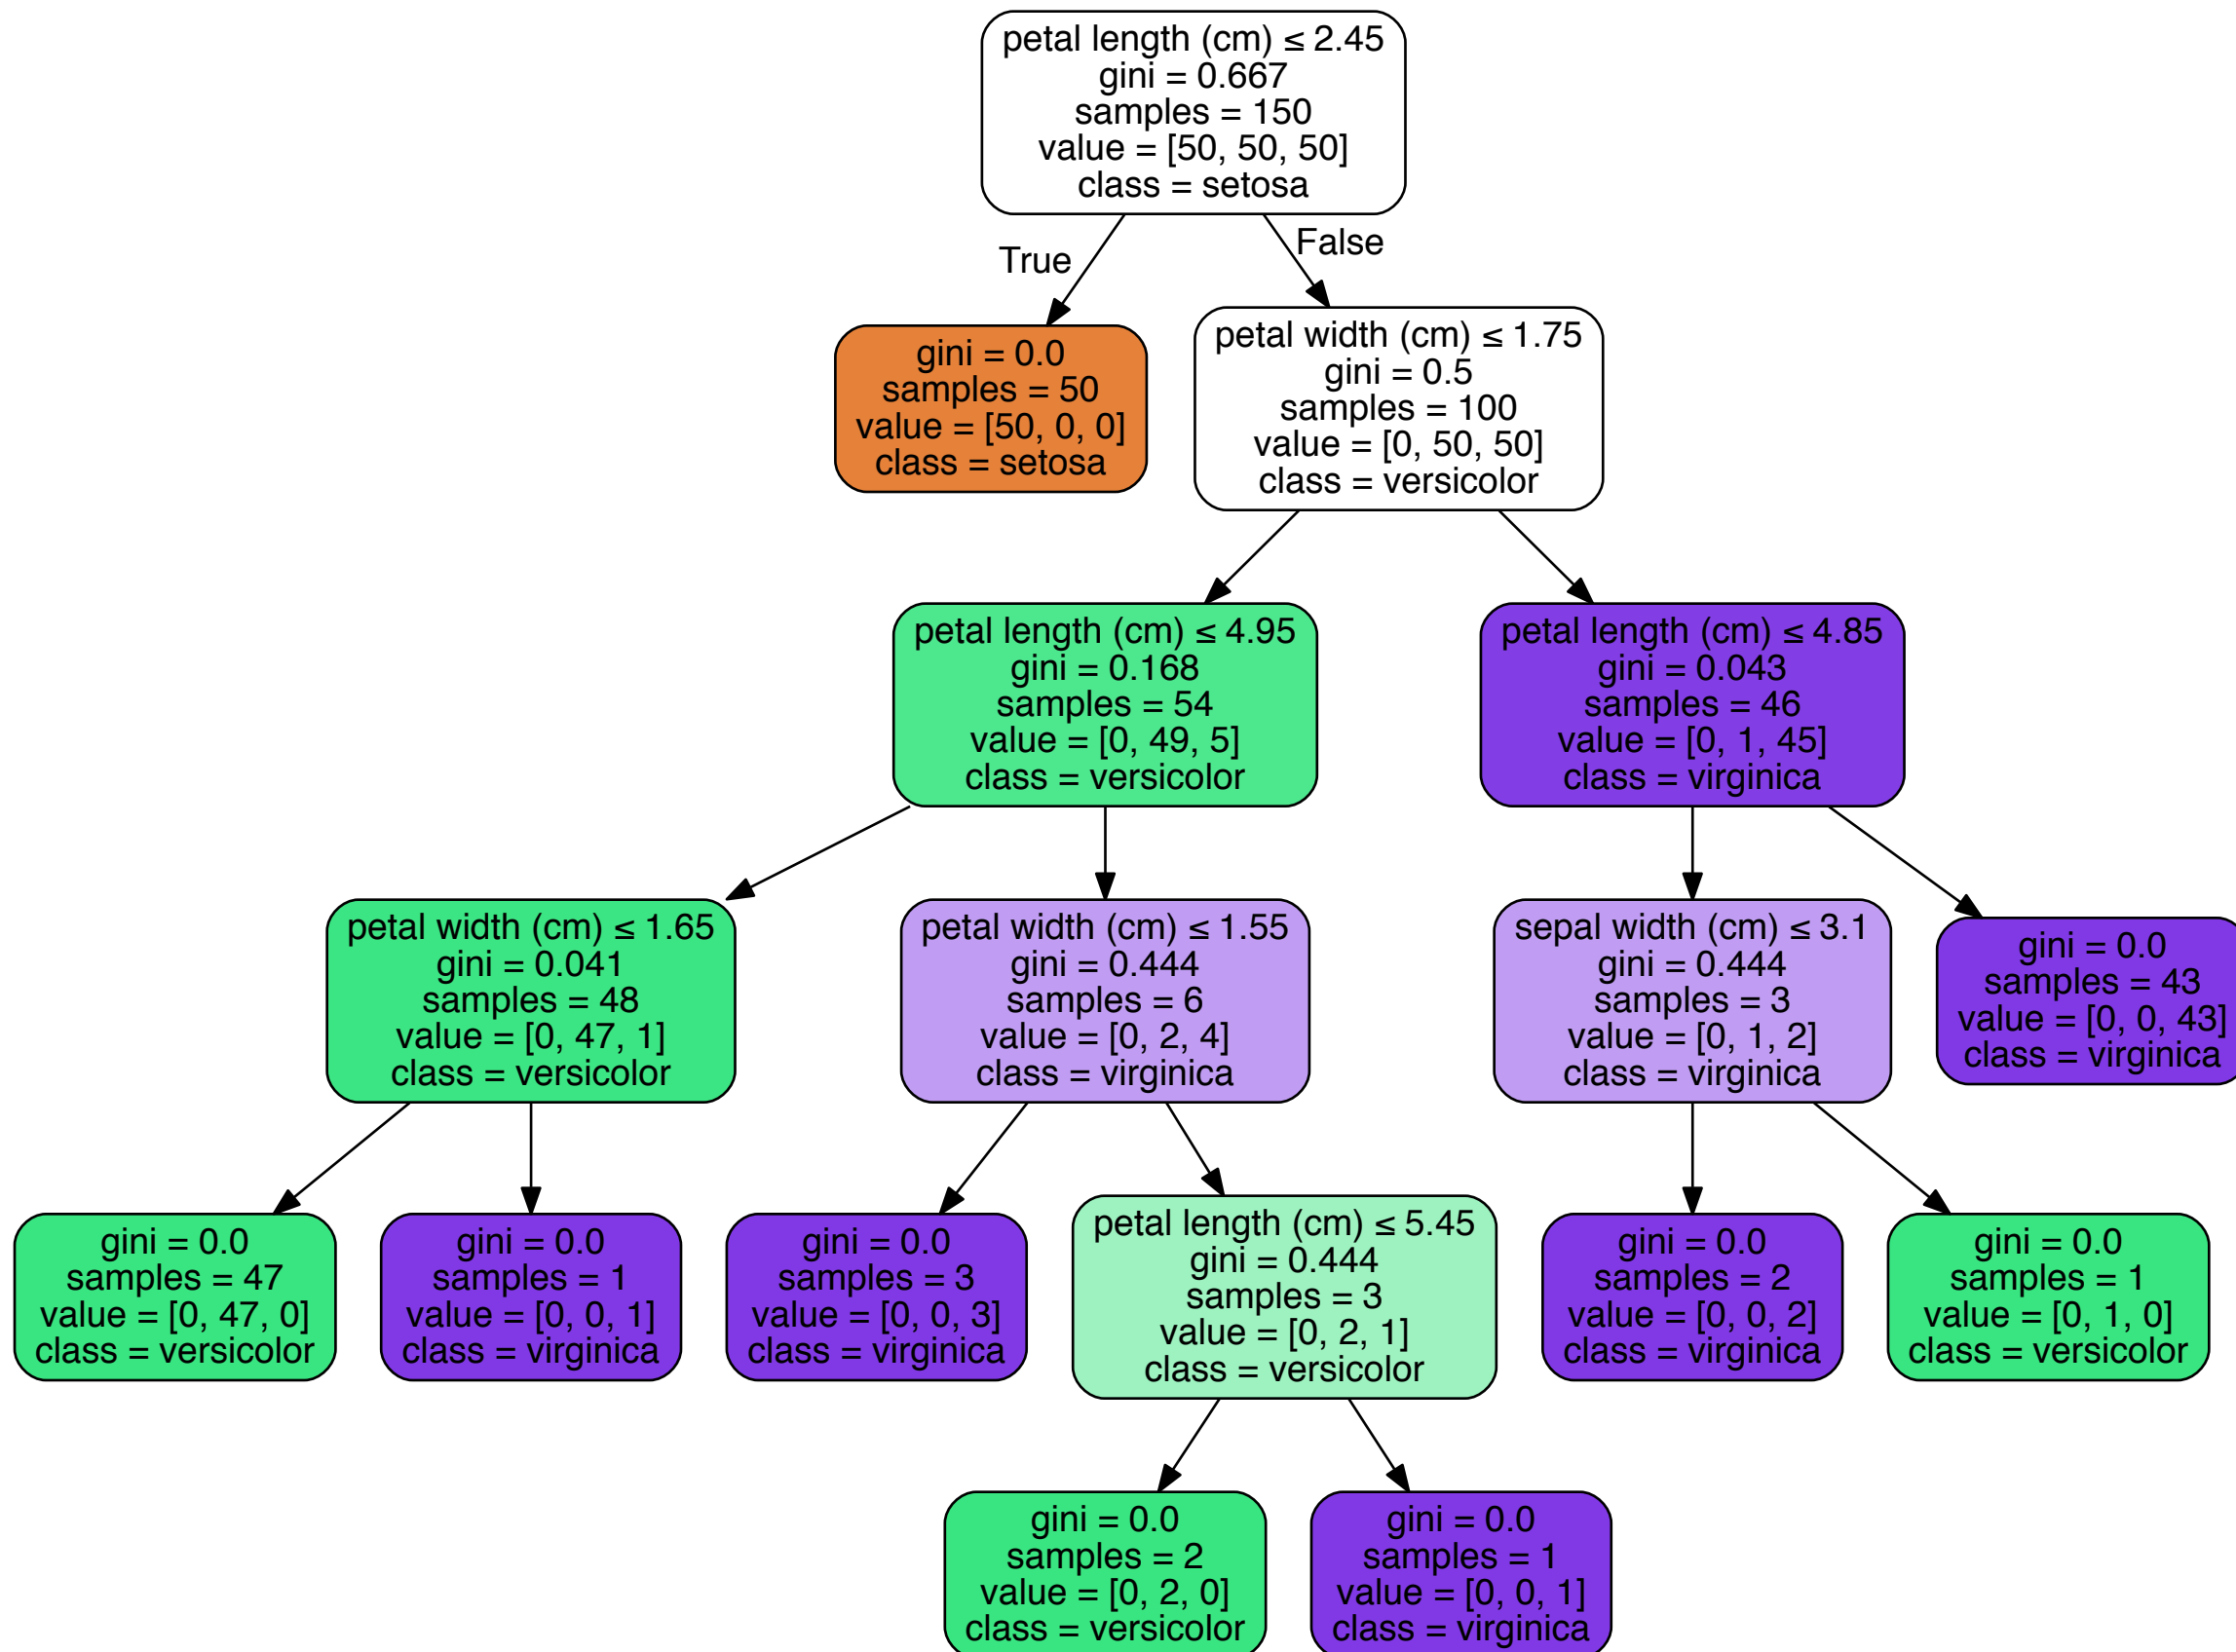 petal length (cm) ≤ 2.45
gini = 0.667
samples = 150
value = [50, 50, 50]
class = setosa
True
False
gini = 0.0
samples = 50
value = [50, 0, 0]
class = setosa
petal width (cm) ≤ 1.75
gini = 0.5
samples = 100
value = [0, 50, 50]
class = versicolor
petal length (cm) ≤ 4.95
gini = 0.168
samples = 54
value = [0, 49, 5]
class = versicolor
petal length (cm) ≤ 4.85
gini = 0.043
samples = 46
value = [0, 1, 45]
class = virginica
petal width (cm) ≤ 1.65
gini = 0.041
samples = 48
value = [0, 47, 1]
class = versicolor
petal width (cm) ≤ 1.55
gini = 0.444
samples = 6
value = [0, 2, 4]
class = virginica
sepal width (cm) ≤ 3.1
gini = 0.444
samples = 3
value = [0, 1, 2]
class = virginica
gini = 0.0
samples = 43
value = [0, 0, 43]
class = virginica
gini = 0.0
samples = 47
value = [0, 47, 0]
class = versicolor
gini = 0.0
samples = 1
value = [0, 0, 1]
class = virginica
gini = 0.0
samples = 3
value = [0, 0, 3]
class = virginica
petal length (cm) ≤ 5.45
gini = 0.444
samples = 3
value = [0, 2, 1]
class = versicolor
gini = 0.0
samples = 2
value = [0, 0, 2]
class = virginica
gini = 0.0
samples = 1
value = [0, 1, 0]
class = versicolor
gini = 0.0
samples = 2
value = [0, 2, 0]
class = versicolor
gini = 0.0
samples = 1
value = [0, 0, 1]
class = virginica